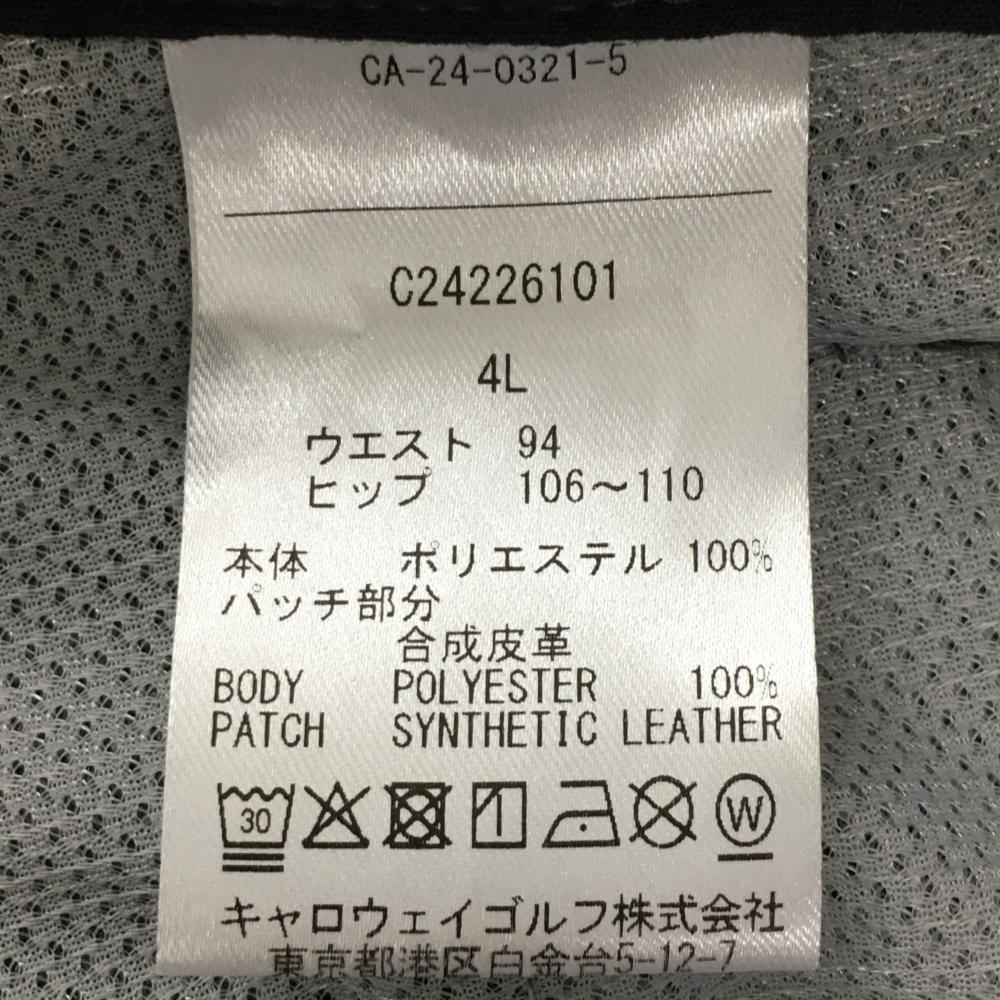 CA-24-0321-5
C24226101
4L
ウエスト 94
ヒップ 106～110
本体 ポリエステル 100%
パッチ部分
合成皮革
BODY POLYESTER 100%
PATCH SYNTHETIC LEATHER
30 W
キャロウェイゴルフ株式会社
東京都港区白金台5-12-7